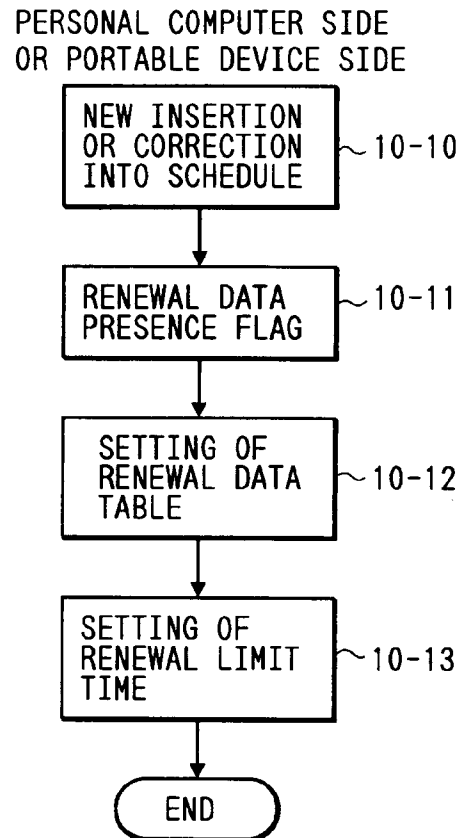 PERSONAL COMPUTER SIDE
OR PORTABLE DEVICE SIDE
NEW INSERTION
OR CORRECTION
INTO SCHEDULE
10-10
RENEWAL DATA
PRESENCE FLAG
10-11
SETTING OF
RENEWAL DATA
TABLE
10-12
SETTING OF
RENEWAL LIMIT
TIME
10-13
END